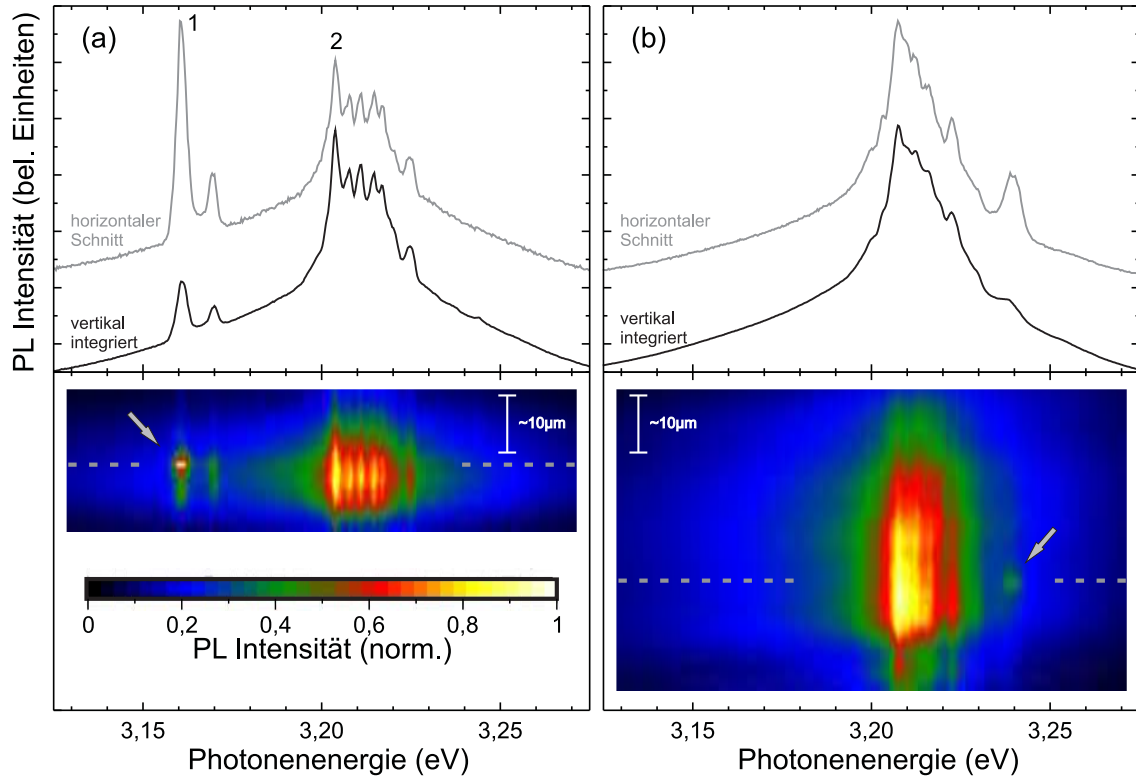 PL Intensität (bel. Einheiten)
(a)
1
2
horizontaler
Schnitt
vertikal
integriert
~10µm
0 0,2 0,4 0,6 0,8 1
PL Intensität (norm.)
3,15 3,20 3,25
Photonenenergie (eV)
(b)
horizontaler
Schnitt
vertikal
integriert
~10µm
3,15 3,20 3,25
Photonenenergie (eV)